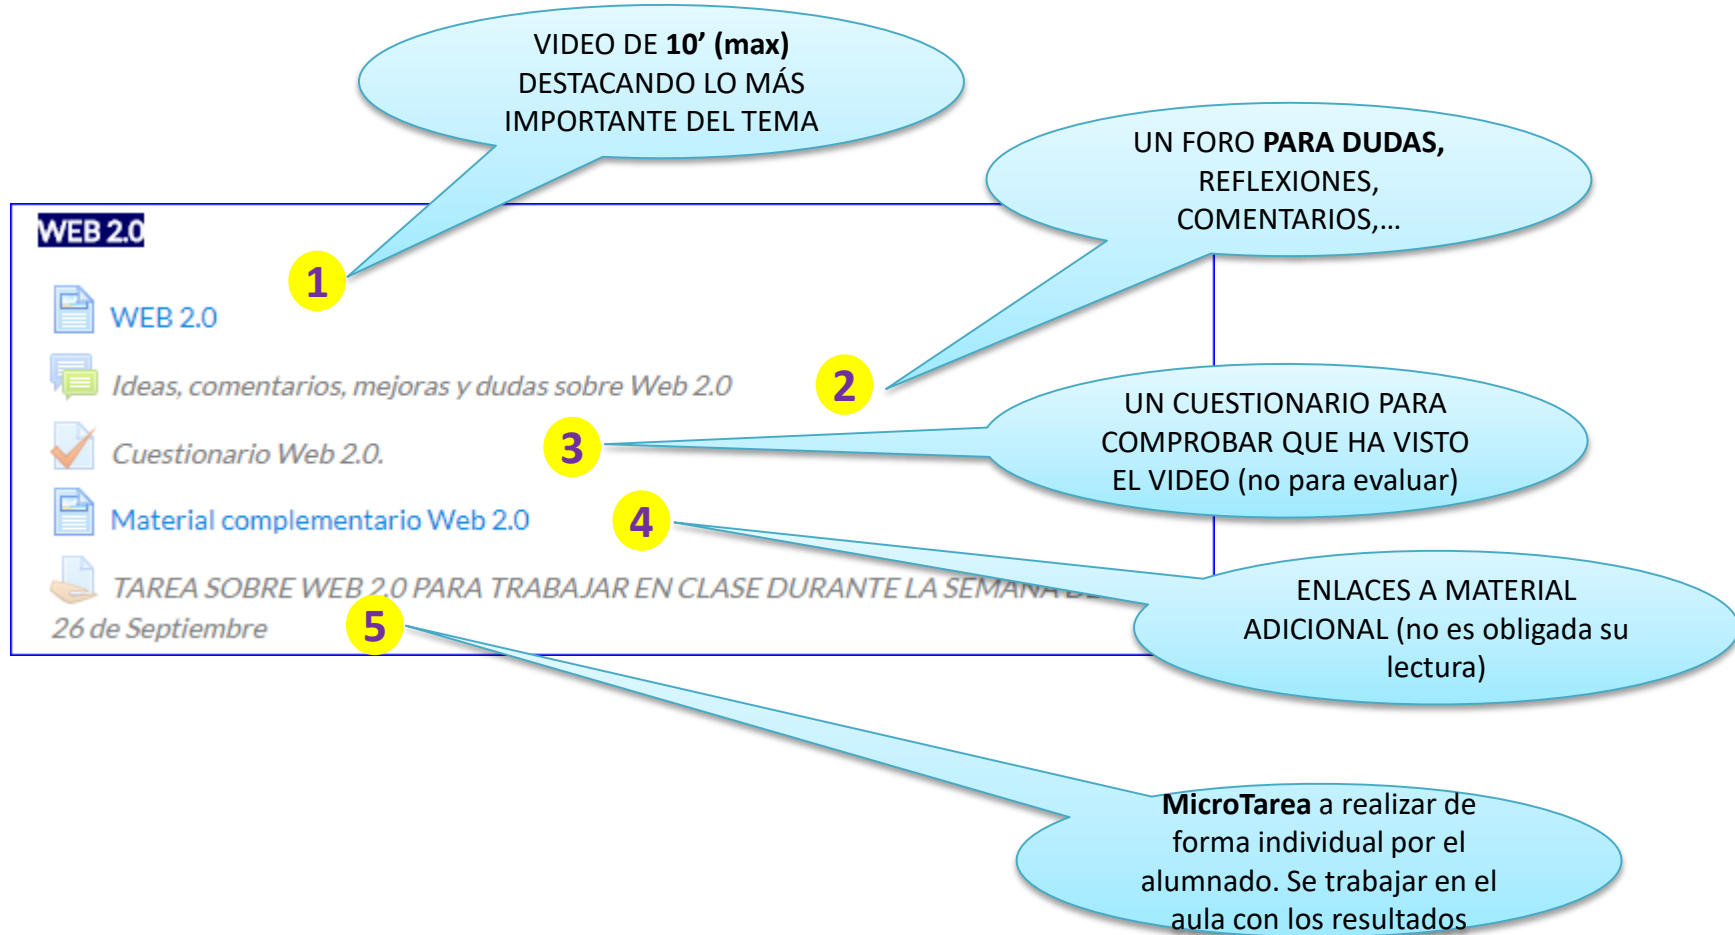 VIDEO DE 10’ (max)
DESTACANDO LO MÁS
IMPORTANTE DEL TEMA
UN FORO PARA DUDAS,
REFLEXIONES,
COMENTARIOS,...
WEB 2.0
1
WEB 2.0
Ideas, comentarios, mejoras y dudas sobre Web 2.0
2
UN CUESTIONARIO PARA
COMPROBAR QUE HA VISTO
EL VIDEO (no para evaluar)
Cuestionario Web 2.0.
3
Material complementario Web 2.0
4
TAREA SOBRE WEB 2.0 PARA TRABAJAR EN CLASE DURANTE LA SEMANA DE
26 de Septiembre
5
ENLACES A MATERIAL
ADICIONAL (no es obligada su
lectura)
MicroTarea a realizar de
forma individual por el
alumnado. Se trabajar en el
aula con los resultados